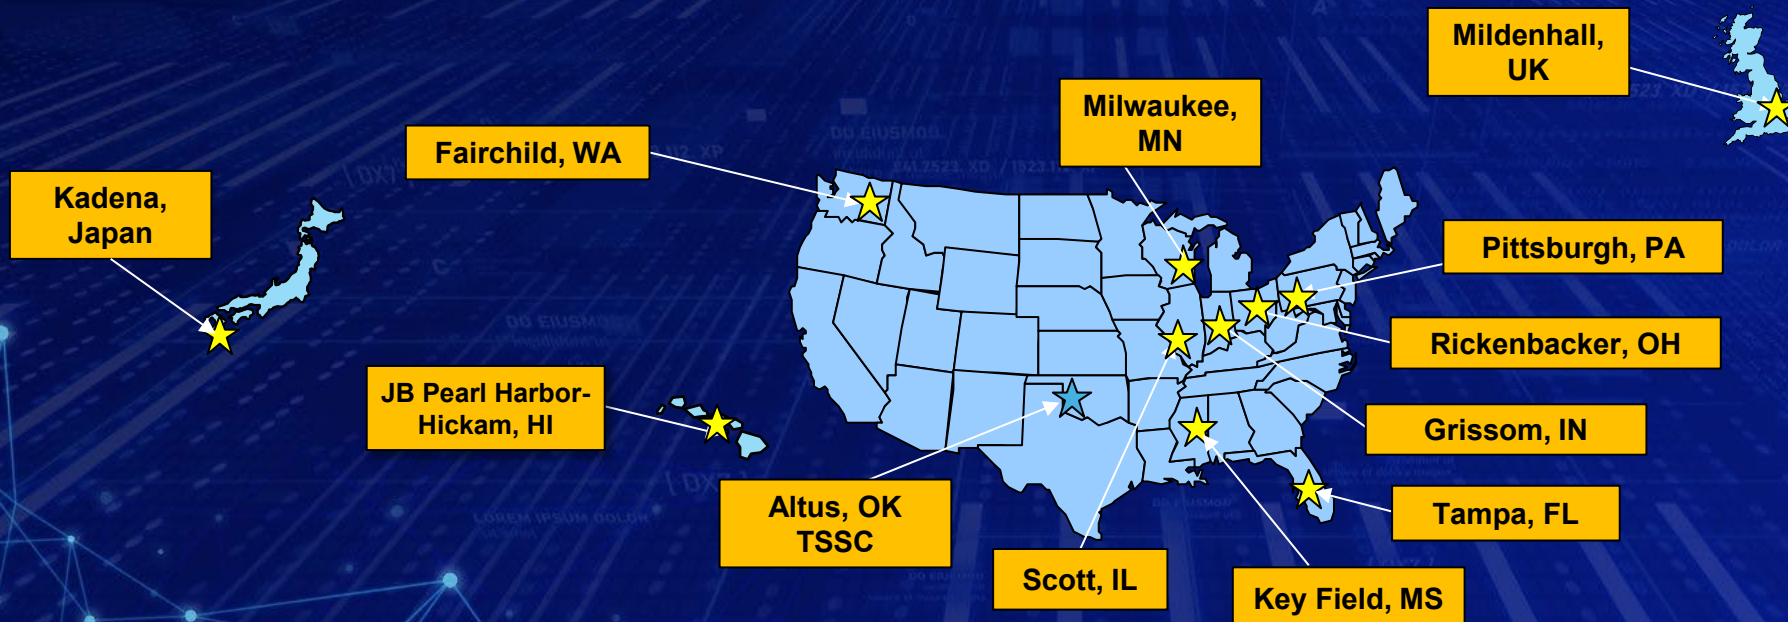 Mildenhall,
UK
Milwaukee,
MN
Fairchild, WA
Kadena,
Japan
Pittsburgh, PA
Rickenbacker, OH
JB Pearl Harbor-
Hickam, HI
Grissom, IN
Altus, OK
TSSC
Tampa, FL
Scott, IL
Key Field, MS